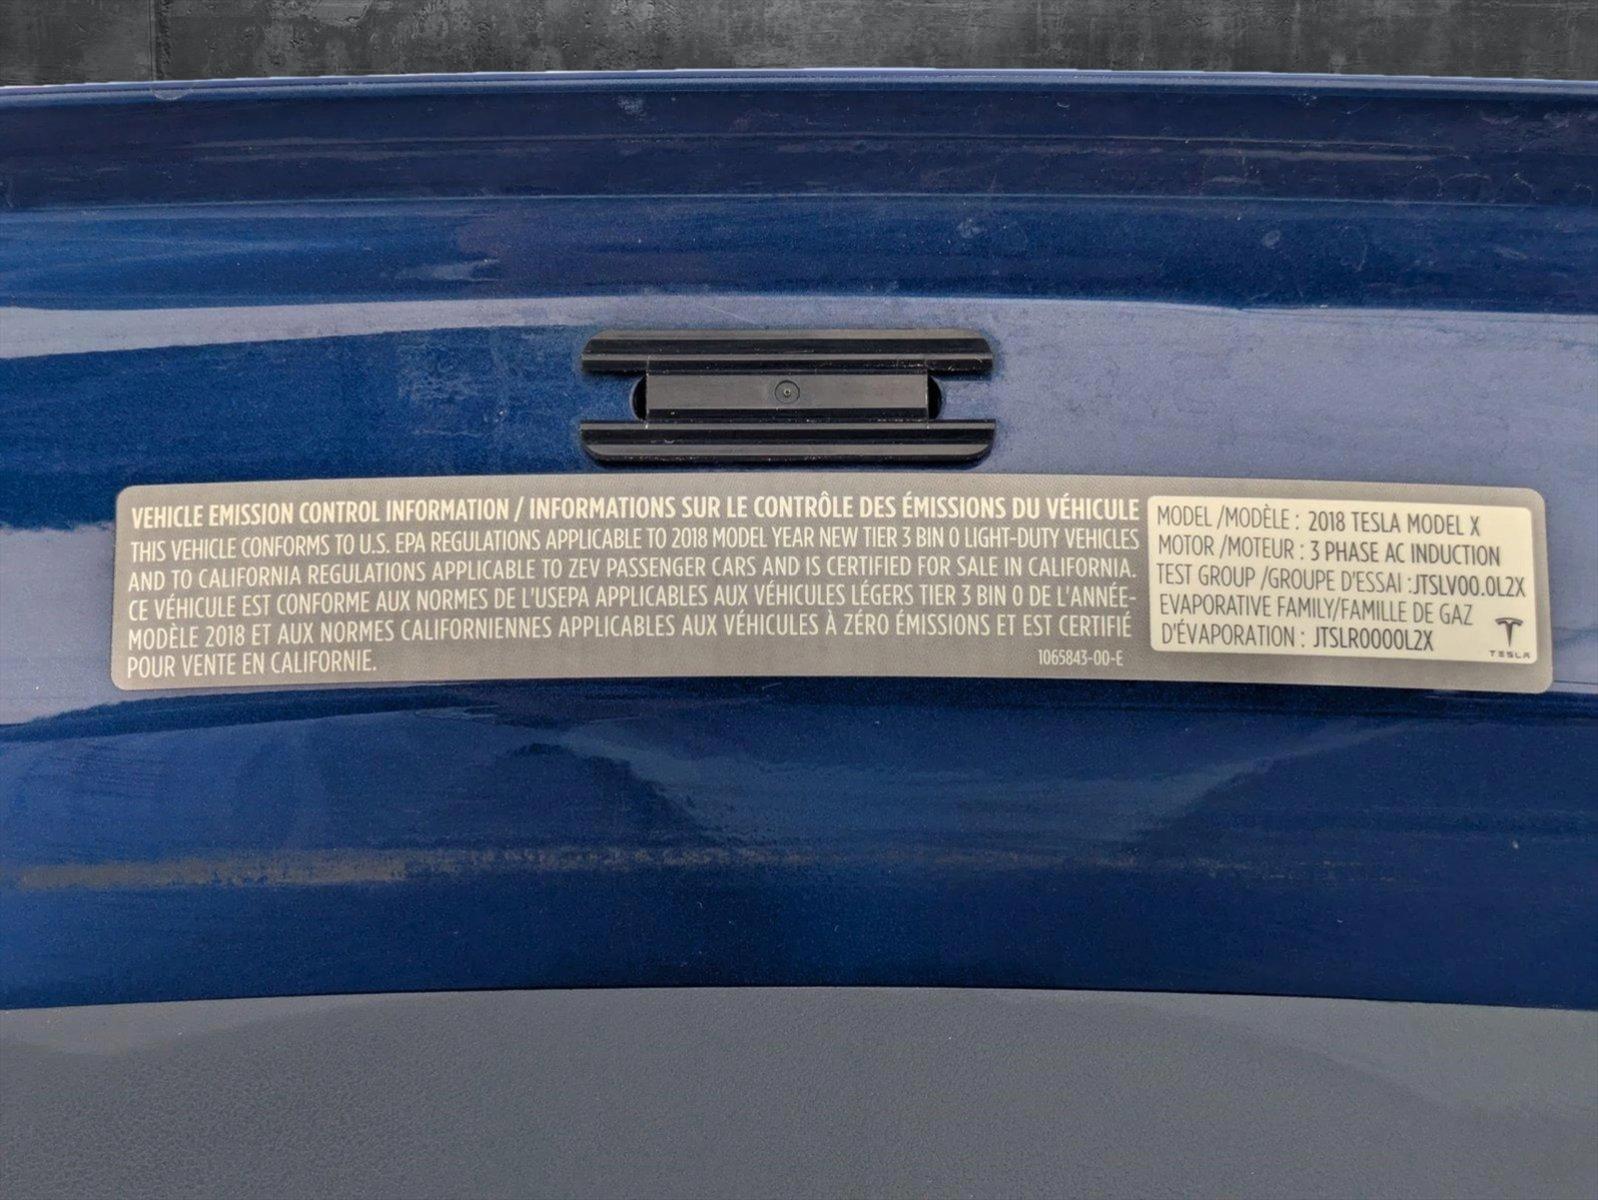 VEHICLE EMISSION CONTROL INFORMATION / INFORMATIONS SUR LE CONTRÔLE DES ÉMISSIONS DU VÉHICULE
THIS VEHICLE CONFORMS TO U.S. EPA REGULATIONS APPLICABLE TO 2018 MODEL YEAR NEW TIER 3 BIN 0 LIGHT-DUTY VEHICLES
AND TO CALIFORNIA REGULATIONS APPLICABLE TO ZEV PASSENGER CARS AND IS CERTIFIED FOR SALE IN CALIFORNIA.
CE VÉHICULE EST CONFORME AUX NORMES DE L'USEPA APPLICABLES AUX VÉHICULES LÉGERS TIER 3 BIN 0 DE L'ANNÉE-
MODÈLE 2018 ET AUX NORMES CALIFORNIENNES APPLICABLES AUX VÉHICULES À ZÉRO ÉMISSIONS ET EST CERTIFIÉ
POUR VENTE EN CALIFORNIE.
1065843-00-E
MODEL /MODÈLE : 2018 TESLA MODEL X
MOTOR /MOTEUR : 3 PHASE AC INDUCTION
TEST GROUP /GROUPE D'ESSAI :JTSLV00.0L2X
EVAPORATIVE FAMILY/FAMILLE DE GAZ
D'ÉVAPORATION : JTSLR0000L2X
TESLA